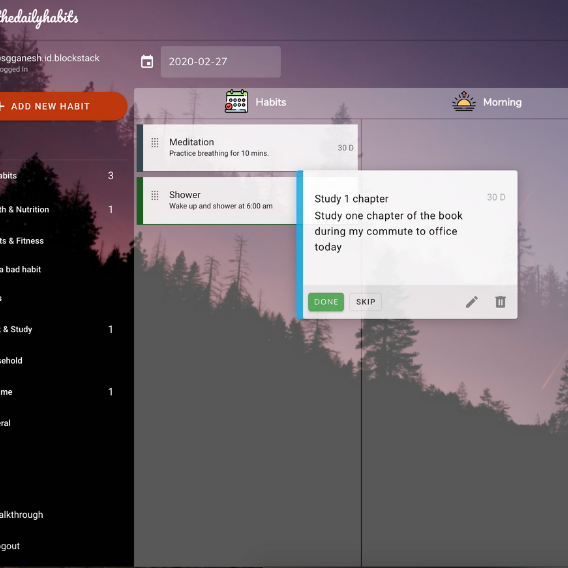 thedailyhabits
sgganesh.id.blockstack
ogged In
2020-02-27
+ ADD NEW HABIT
Habits
Morning
abits 3
th & Nutrition 1
ts & Fitness
a bad habit
s
& Study 1
sehold
me 1
eral
alkthrough
ogout
Meditation
Practice breathing for 10 mins.
30 D
Shower
Wake up and shower at 6:00 am
Study 1 chapter
30 D
Study one chapter of the book
during my commute to office
today
DONE
SKIP